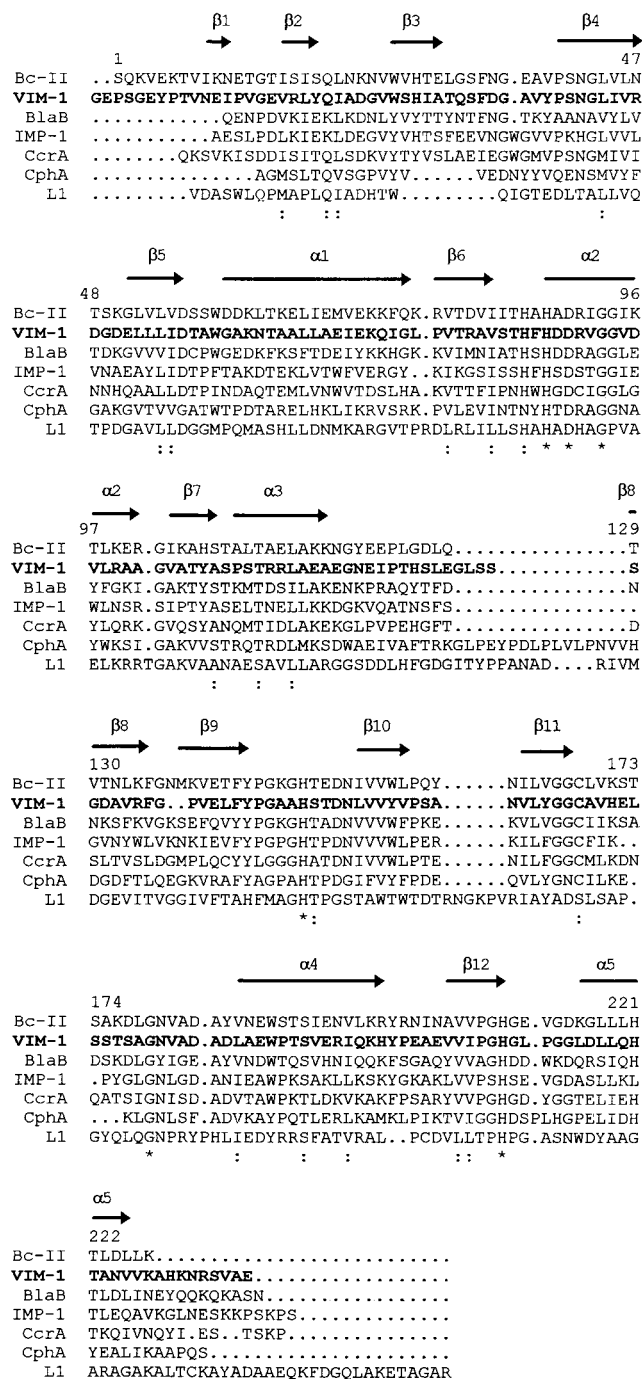 β1 β2 β3 β4
1 47
Bc-II ..SQKVEKTVIKNETGTISISQLNKNVWVHTELGSFNG.EAVPSNGLVLN
VIM-1 GEPSGEYPTVNEIPVGEVRLYQIADGVWSHIATQSFDG.AVYPSNGLIVR
BlaB ..........QENPDVKIEKLKDNLYVYTTYNTFNG.TKYAANAVYLV
IMP-1 .........AESLPDLKIEKLDEGVYVHTSFEEVNGWGVVPKHGLVVL
CcrA ......QKSVKISDDISITQLSDKVYTYVSLAEIEGWGMVPSNGMIVI
CphA ............AGMSLTQVSGPVYV.....VEDNYYVQENSMVYF
L1 .......VDASWLQPMAPLQIADHTW.......QIGTEDLTALLVQ
: :: :
β5 α1 β6 α2
48 96
Bc-II TSKGLVLVDSSWDDKLTKELIEMVEKKFQK.RVTDVIITHAHADRIGGIK
VIM-1 DGDELLLIDTAWGAKNTAALLAEIEKQIGL.PVTRAVSTHFHDDRVGGVD
BlaB TDKGVVVIDCPWGEDKFKSFTDEIYKKHGK.KVIMNIATHSHDDRAGGLE
IMP-1 VNAEAYLIDTPFTAKDTEKLVTWFVERGY..KIKGSISSHFHSDSTGGIE
CcrA NNHQAALLDTPINDAQTEMLVNWVTDSLHA.KVTTFIPNHWHGDCIGGLG
CphA GAKGVTVVGATWTPDTARELHKLIKRVSRK.PVLEVINTNYHTDRAGGNA
L1 TPDGAVLLDGGMPQMASHLLDNMKARGVTPRDLRLILLSHAHADHAGPVA
:: : : : * * *
α2 β7 α3 β8
97 129
Bc-II TLKER.GIKAHSTALTAELAKKNGYEEPLGDLQ..............T
VIM-1 VLRAA.GVATYASPSTRRLAEAEGNEIPTHSLEGLSS..........S
BlaB YFGKI.GAKTYSTKMTDSILAKENKPRAQYTFD..............N
IMP-1 WLNSR.SIPTYASELTNELLKKDGKVQATNSFS..............
CcrA YLQRK.GVQSYANQMTIDLAKEKGLPVPEHGFT..............D
CphA YWKSI.GAKVVSTRQTRDLMKSDWAEIVAFTRKGLPEYPDLPLVLPNVVH
L1 ELKRRTGAKVAANAESAVLLARGGSDDLHFGDGITYPPANAD....RIVM
: : :
β8 β9 β10 β11
130 173
Bc-II VTNLKFGNMKVETFYPGKGHTEDNIVVWLPQY......NILVGGCLVKST
VIM-1 GDAVRFG..PVELFYPGAAHSTDNLVVYVPSA......NVLYGGCAVHEL
BlaB NKSFKVGKSEFQVYYPGKGHTADNVVVWFPKE......KVLVGGCIIKSA
IMP-1 GVNYWLVKNKIEVFYPGPGHTPDNVVVWLPER......KILFGGCFIK.
CcrA SLTVSLDGMPLQCYYLGGGHATDNIVVWLPTE......NILFGGCMLKDN
CphA DGDFTLQEGKVRAFYAGPAHTPDGIFVYFPDE......QVLYGNCILKE.
L1 DGEVITVGGIVFTAHFMAGHTPGSTAWTWTDTRNGKPVRIAYADSLSAP.
*: :
α4 β12 α5
174 221
Bc-II SAKDLGNVAD.AYVNEWSTSIENVLKRYRNINAVVPGHGE.VGDKGLLLH
VIM-1 SSTSAGNVAD.ADLAEWPTSVERIQKHYPEAEVVIPGHGL.PGGLDLLQH
BlaB DSKDLGYIGE.AYVNDWTQSVHNIQQKFSGAQYVVAGHDD.WKDQRSIQH
IMP-1 .PYGLGNLGD.ANIEAWPKSAKLLKSKYGKAKLVVPSHSE.VGDASLLKL
CcrA QATSIGNISD.ADVTAWPKTLDKVKAKFPSARYVVPGHGD.YGGTELIEH
CphA ...KLGNLSF.ADVKAYPQTLERLKAMKLPIKTVIGGHDSPLHGPELIDH
L1 GYQLQGNPRYPHLIEDYRRSFATVRAL..PCDVLLTPHPG.ASNWDYAAG
* : : : :: *
α5
222
Bc-II TLDLLK............................
VIM-1 TANVVKAHKNRSVAE...................
BlaB TLDLINEYQQKQKASN..................
IMP-1 TLEQAVKGLNESKKPSKPS...............
CcrA TKQIVNQYI.ES..TSKP................
CphA YEALIKAAPQS.......................
L1 ARAGAKALTCKAYADAAEQKFDGQLAKETAGAR